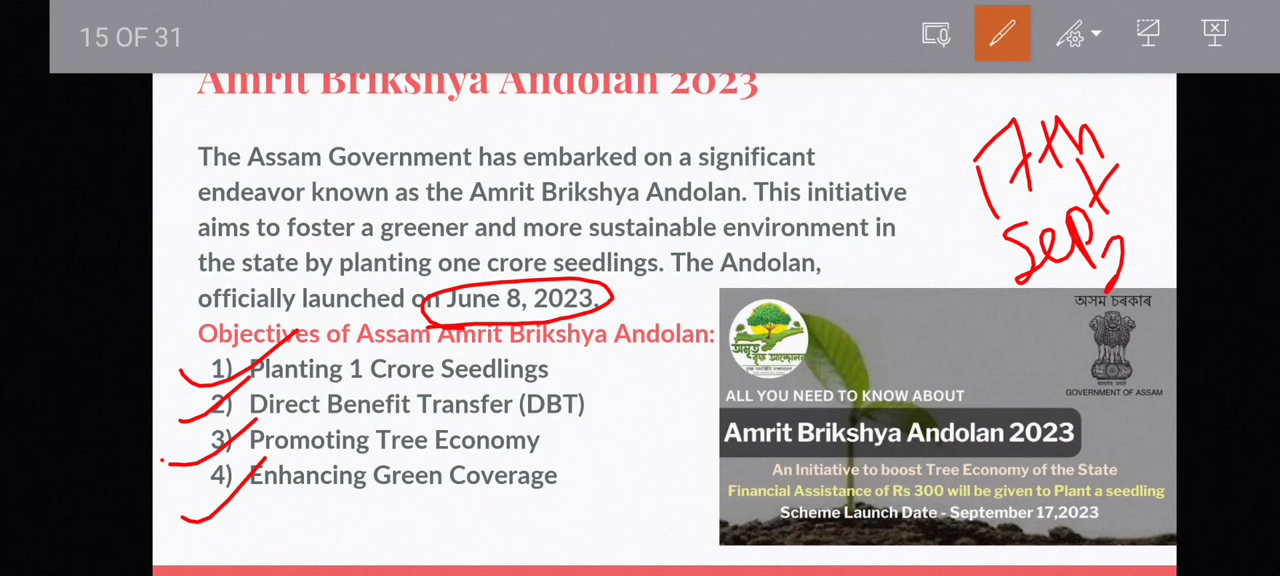 15 OF 31
Amrit Brikshya Andolan 2023
The Assam Government has embarked on a significant
endeavor known as the Amrit Brikshya Andolan. This initiative
aims to foster a greener and more sustainable environment in
the state by planting one crore seedlings. The Andolan,
officially launched on June 8, 2023.
Objectives of Assam Amrit Brikshya Andolan:
1) Planting 1 Crore Seedlings
2) Direct Benefit Transfer (DBT)
3) Promoting Tree Economy
4) Enhancing Green Coverage
17th
Sept
অসম চৰকাৰ
GOVERNMENT OF ASSAM
অমৃত
বৃক্ষ আন্দোলন
ALL YOU NEED TO KNOW ABOUT
Amrit Brikshya Andolan 2023
An Initiative to boost Tree Economy of the State
Financial Assistance of Rs 300 will be given to Plant a seedling
Scheme Launch Date - September 17,2023